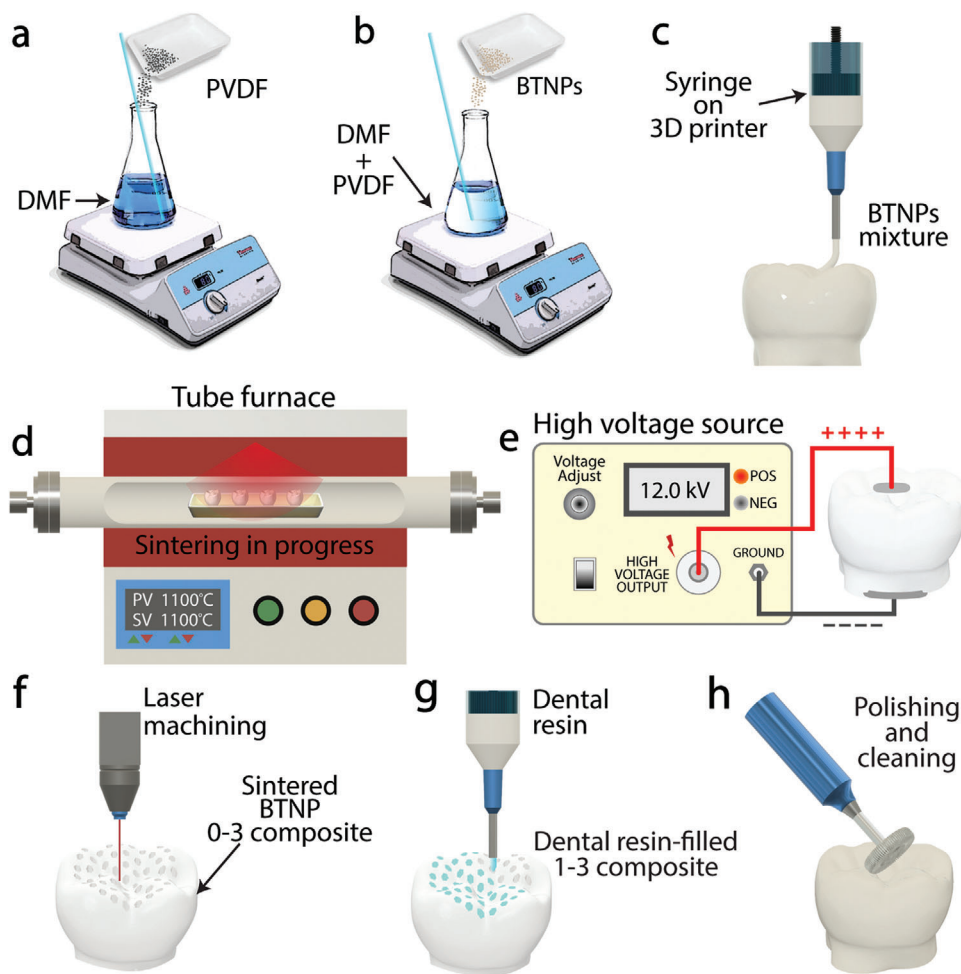 a
PVDF
DMF
b
BTNPs
DMF
+
PVDF
c
Syringe
on
3D printer
BTNPs
mixture
d
Tube furnace
Sintering in progress
PV 1100°C
SV 1100°C
e
High voltage source
++++
Voltage
Adjust
12.0 kV
POS
NEG
HIGH
VOLTAGE
OUTPUT
GROUND
----
f
Laser
machining
Sintered
BTNP
0-3 composite
g
Dental
resin
Dental resin-filled
1-3 composite
h
Polishing
and
cleaning